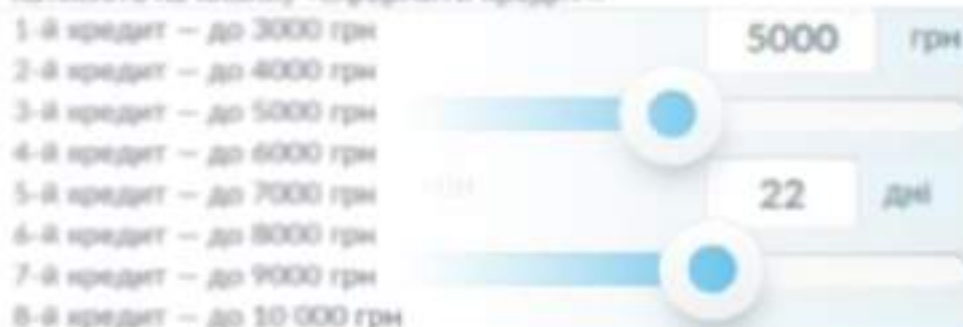 1-й кредит — до 3000 грн
2-й кредит — до 4000 грн
3-й кредит — до 5000 грн
4-й кредит — до 6000 грн
5-й кредит — до 7000 грн
6-й кредит — до 8000 грн
7-й кредит — до 9000 грн
8-й кредит — до 10 000 грн
5000 грн
22 дні